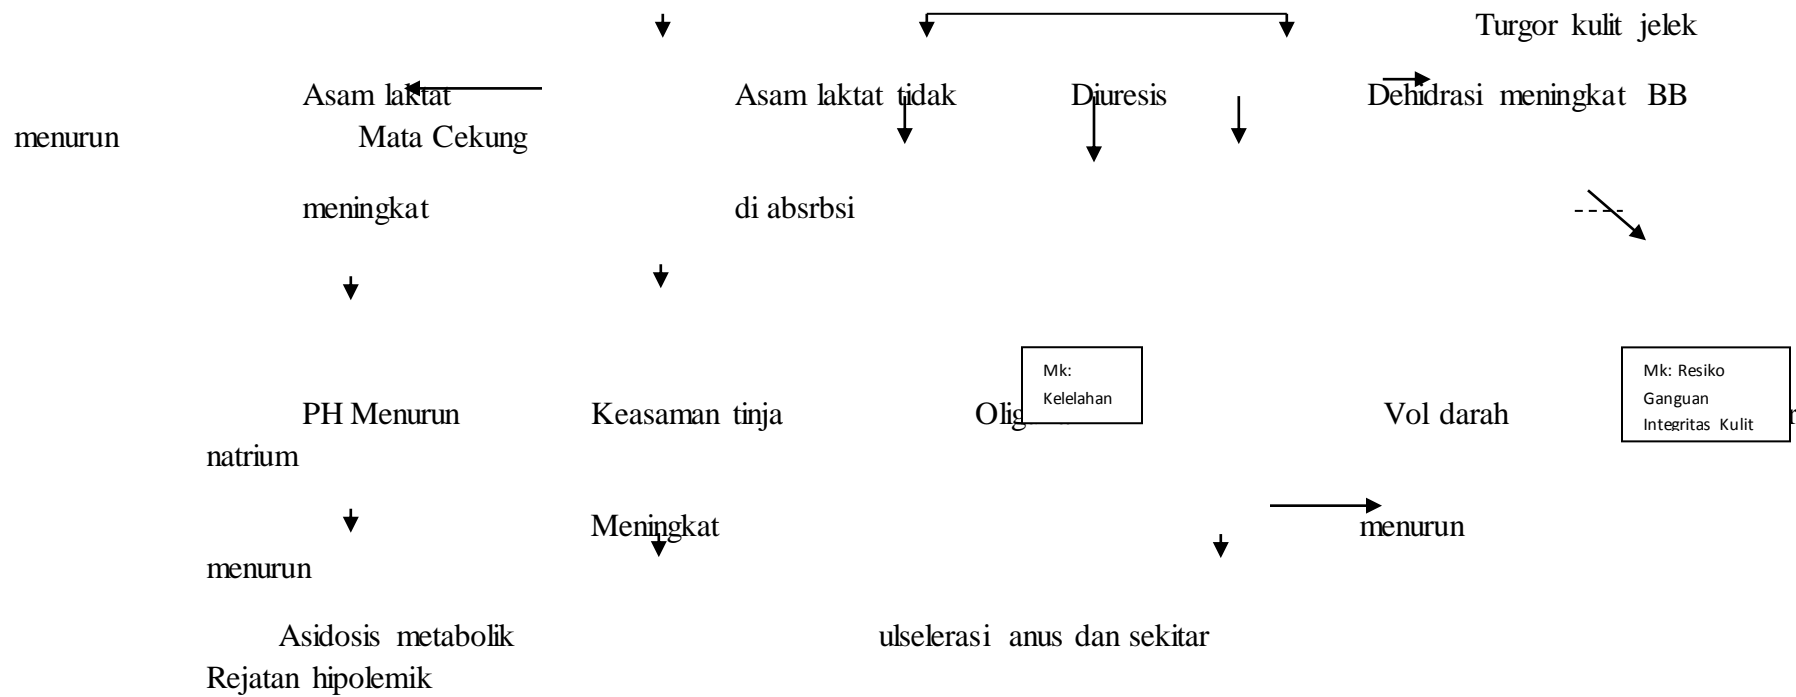 Turgor kulit jelek
Asam laktat Asam laktat tidak Diuresis Dehidrasi meningkat BB
menurun Mata Cekung
meningkat di absrbsi
Mk:
Kelelahan
Mk: Resiko
Ganguan
Integritas Kulit
PH Menurun Keasaman tinja Vol darah
natrium
Meningkat menurun
menurun
Asidosis metabolik ulselerasi anus dan sekitar
Rejatan hipolemik